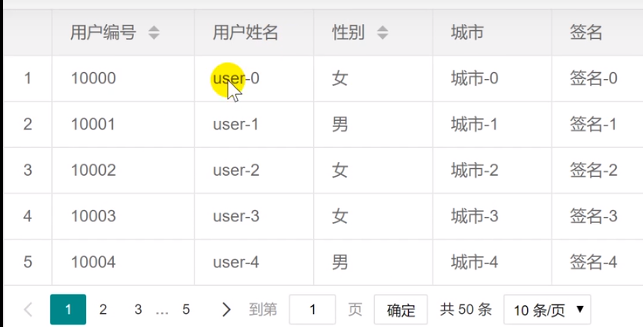 用户编号 用户姓名 性别 城市 签名
1 10000 user-0 女 城市-0 签名-0
2 10001 user-1 男 城市-1 签名-1
3 10002 user-2 女 城市-2 签名-2
4 10003 user-3 女 城市-3 签名-3
5 10004 user-4 男 城市-4 签名-4
1 2 3 … 5 到第 1 页 确定 共 50 条 10 条/页